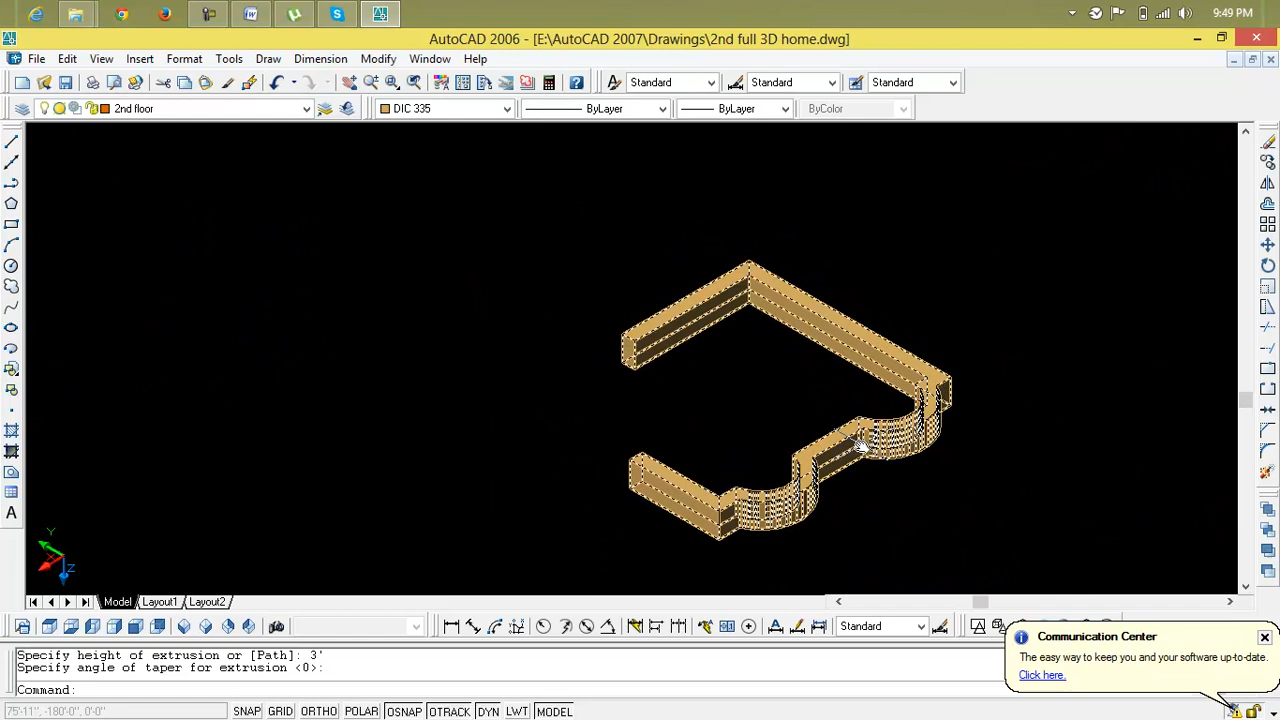 9:49 PM
AutoCAD 2006 - [E:\AutoCAD 2007\Drawings\2nd full 3D home.dwg]
File Edit View Insert Format Tools Draw Dimension Modify Window Help
Standard Standard Standard
2nd floor DIC 335 ByLayer ByLayer ByColor
Y
X
Z
A
Model Layout1 Layout2
Standard
Specify height of extrusion or [Path]: 3'
Specify angle of taper for extrusion <0>:
Command:
Communication Center
The easy way to keep you and your software up-to-date.
Click here.
75'-11", -180'-0", 0'-0" SNAP GRID ORTHO POLAR OSNAP OTRACK DYN LWT MODEL